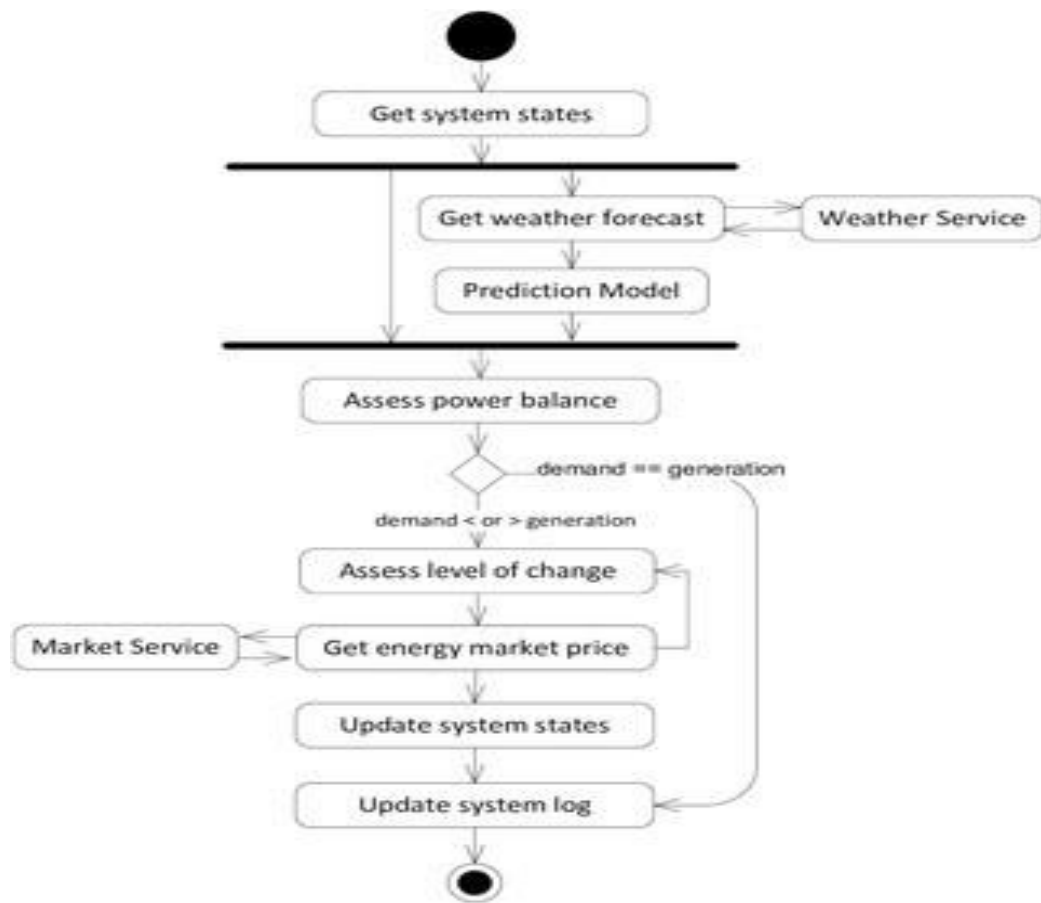 Get system states
Get weather forecast
Weather Service
Prediction Model
Assess power balance
demand == generation
demand < or > generation
Assess level of change
Market Service
Get energy market price
Update system states
Update system log